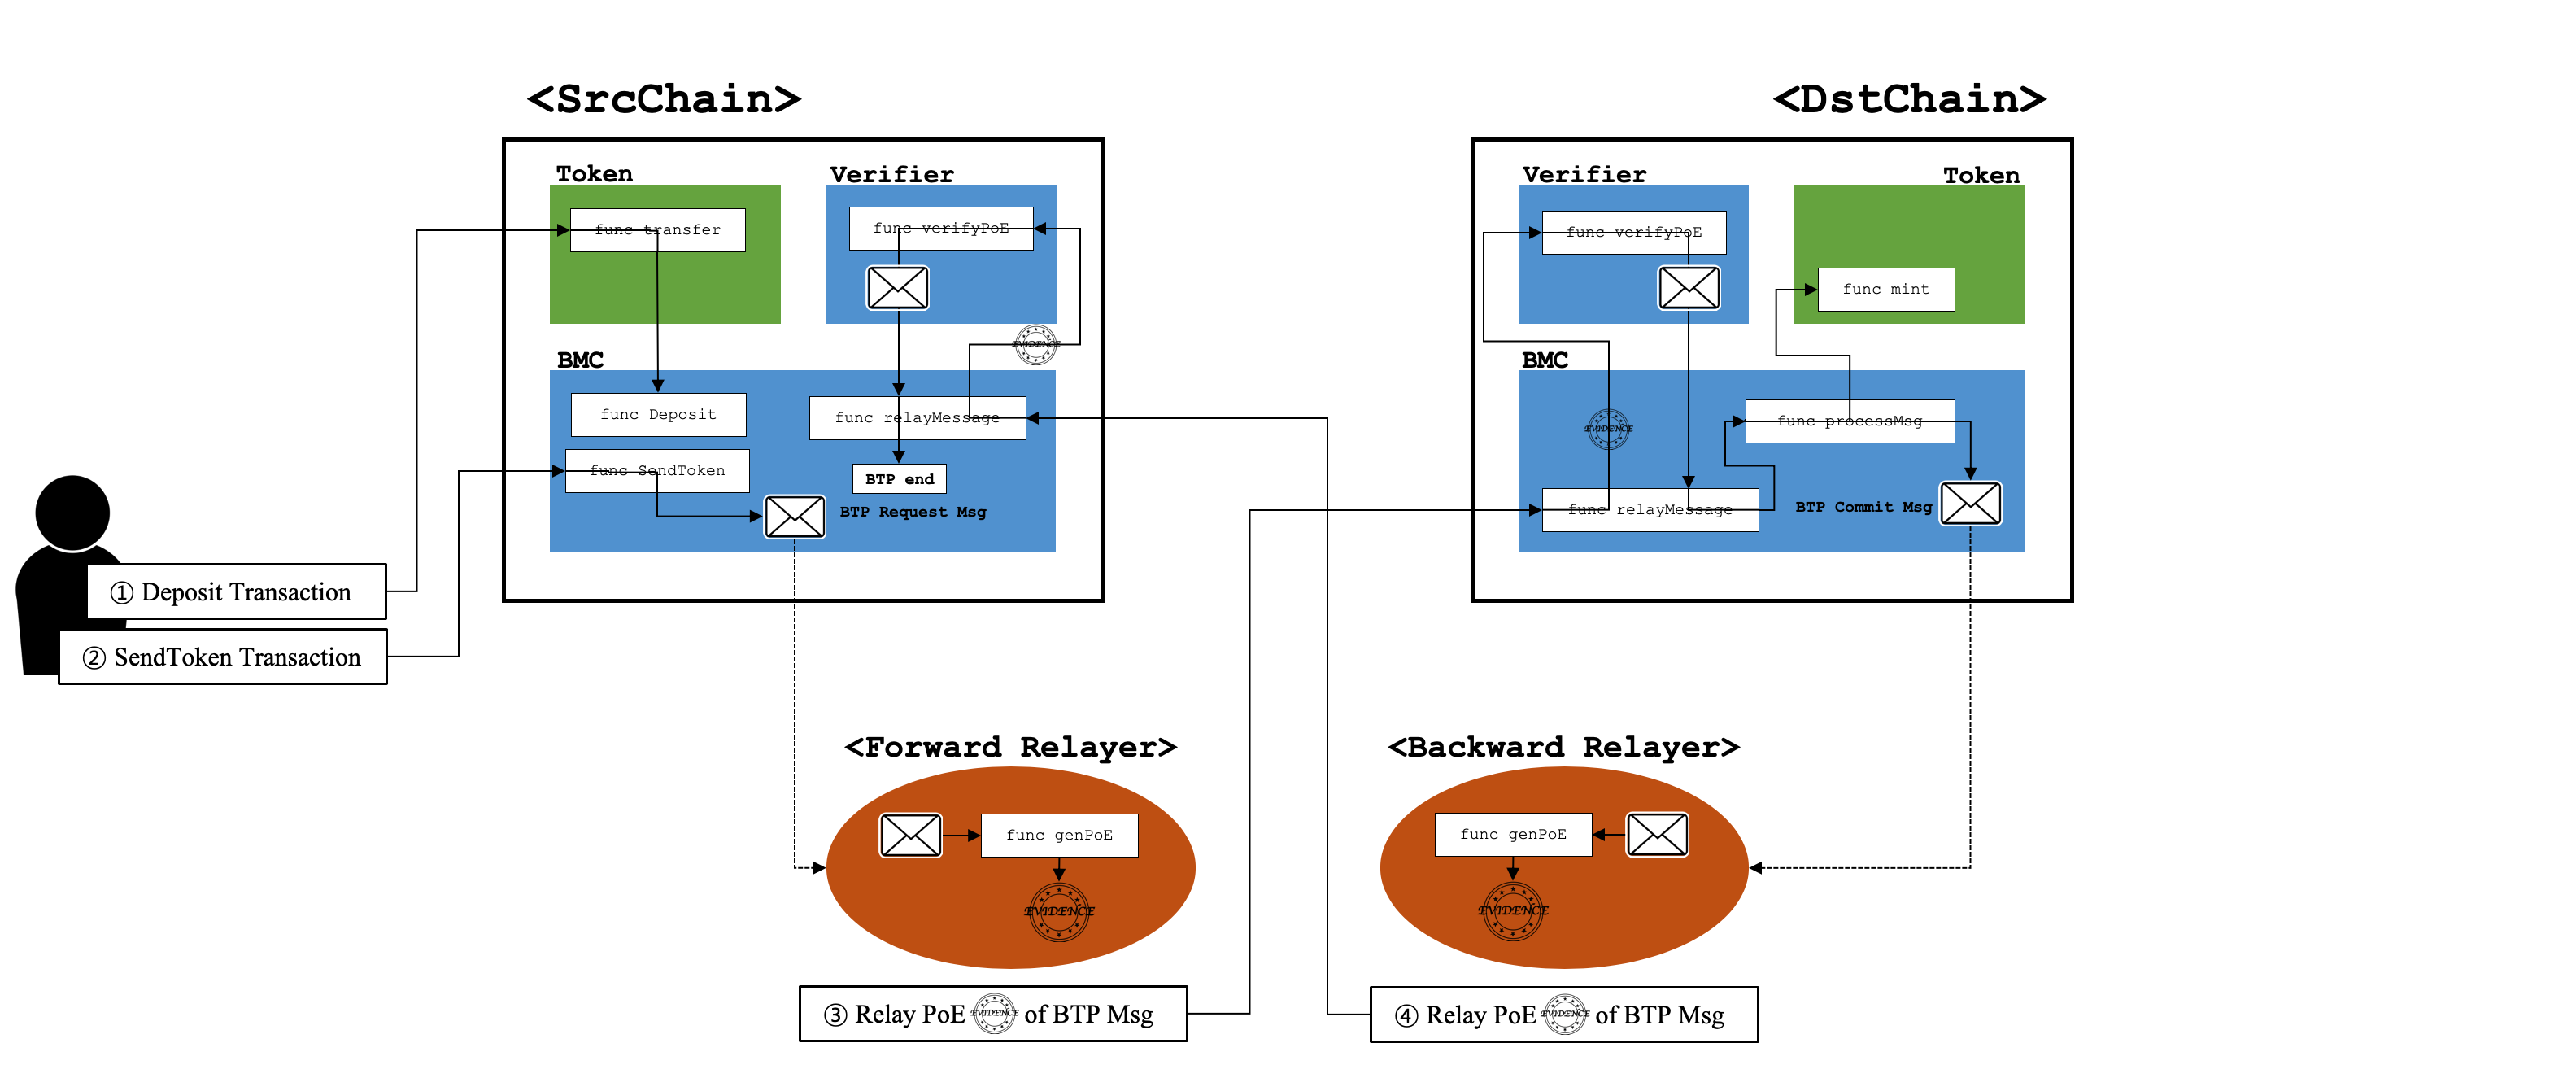 <SrcChain>
Token
func transfer
Verifier
func verifyPoE
EVIDENCE
BMC
func Deposit
func relayMessage
func SendToken
BTP end
BTP Request Msg
① Deposit Transaction
② SendToken Transaction
<DstChain>
Verifier
func verifyPoE
Token
func mint
BMC
EVIDENCE
func processMsg
func relayMessage
BTP Commit Msg
<Forward Relayer>
func genPoE
EVIDENCE
③ Relay PoE EVIDENCE of BTP Msg
<Backward Relayer>
func genPoE
EVIDENCE
④ Relay PoE EVIDENCE of BTP Msg